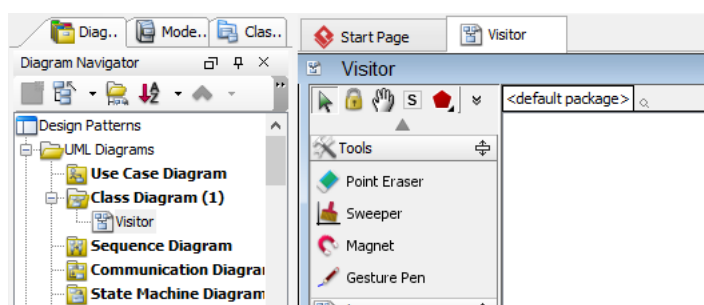 Diag.. Mode.. Clas..
Start Page Visitor
Diagram Navigator
Visitor
S
<default package>
Design Patterns
UML Diagrams
Use Case Diagram
Class Diagram (1)
Visitor
Sequence Diagram
Communication Diagra
State Machine Diagram
Tools
Point Eraser
Sweeper
Magnet
Gesture Pen